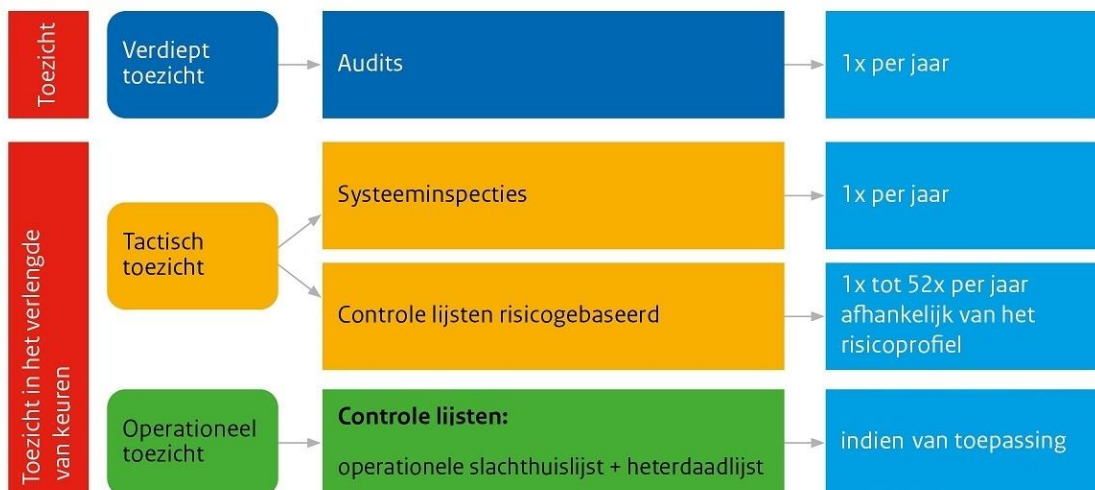 Toezicht
Verdiept
toezicht
Audits
1x per jaar
Toezicht in het verlengde
van keuren
Tactisch
toezicht
Systeeminspecties
1x per jaar
Controle lijsten risicogebaseerd
1x tot 52x per jaar
afhankelijk van het
risicoprofiel
Operationeel
toezicht
Controle lijsten:
operationele slachthuislijst + heterdaadlijst
indien van toepassing